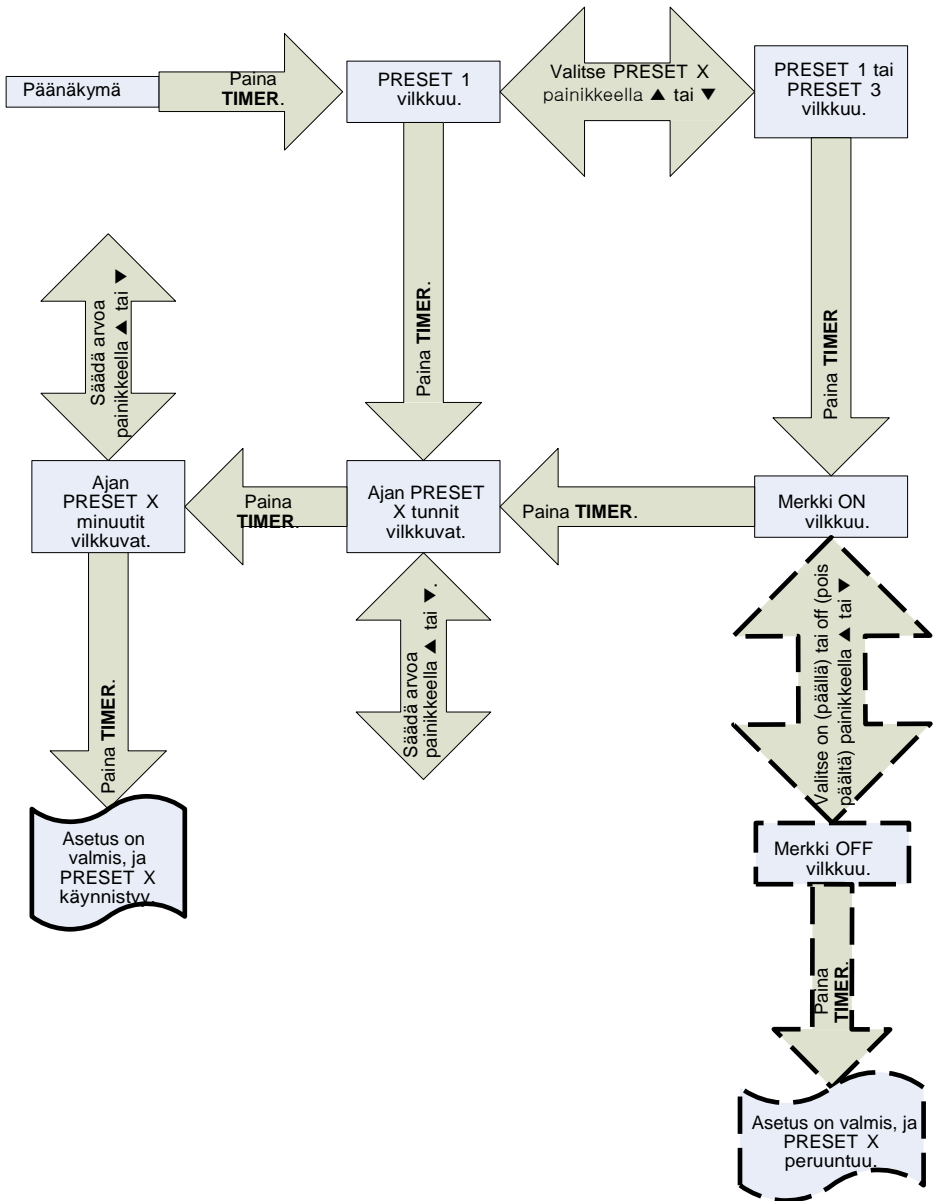 Päänäkymä
Paina
TIMER.
PRESET 1
vilkkuu.
Valitse PRESET X
painikkeella ▲ tai ▼
PRESET 1 tai
PRESET 3
vilkkuu.
Säädä arvoa
painikkeella ▲ tai ▼
Paina TIMER.
Paina TIMER
Ajan
PRESET X
minuutit
vilkkuvat.
Paina
TIMER.
Ajan PRESET
X tunnit
vilkkuvat.
Paina TIMER.
Merkki ON
vilkkuu.
Paina TIMER.
Säädä arvoa
painikkeella ▲ tai ▼.
Valitse on (päällä) tai off (pois
päältä) painikkeella ▲ tai ▼
Asetus on
valmis, ja
PRESET X
käynnistyy.
Merkki OFF
vilkkuu.
Paina
TIMER.
Asetus on valmis, ja
PRESET X
peruuntuu.